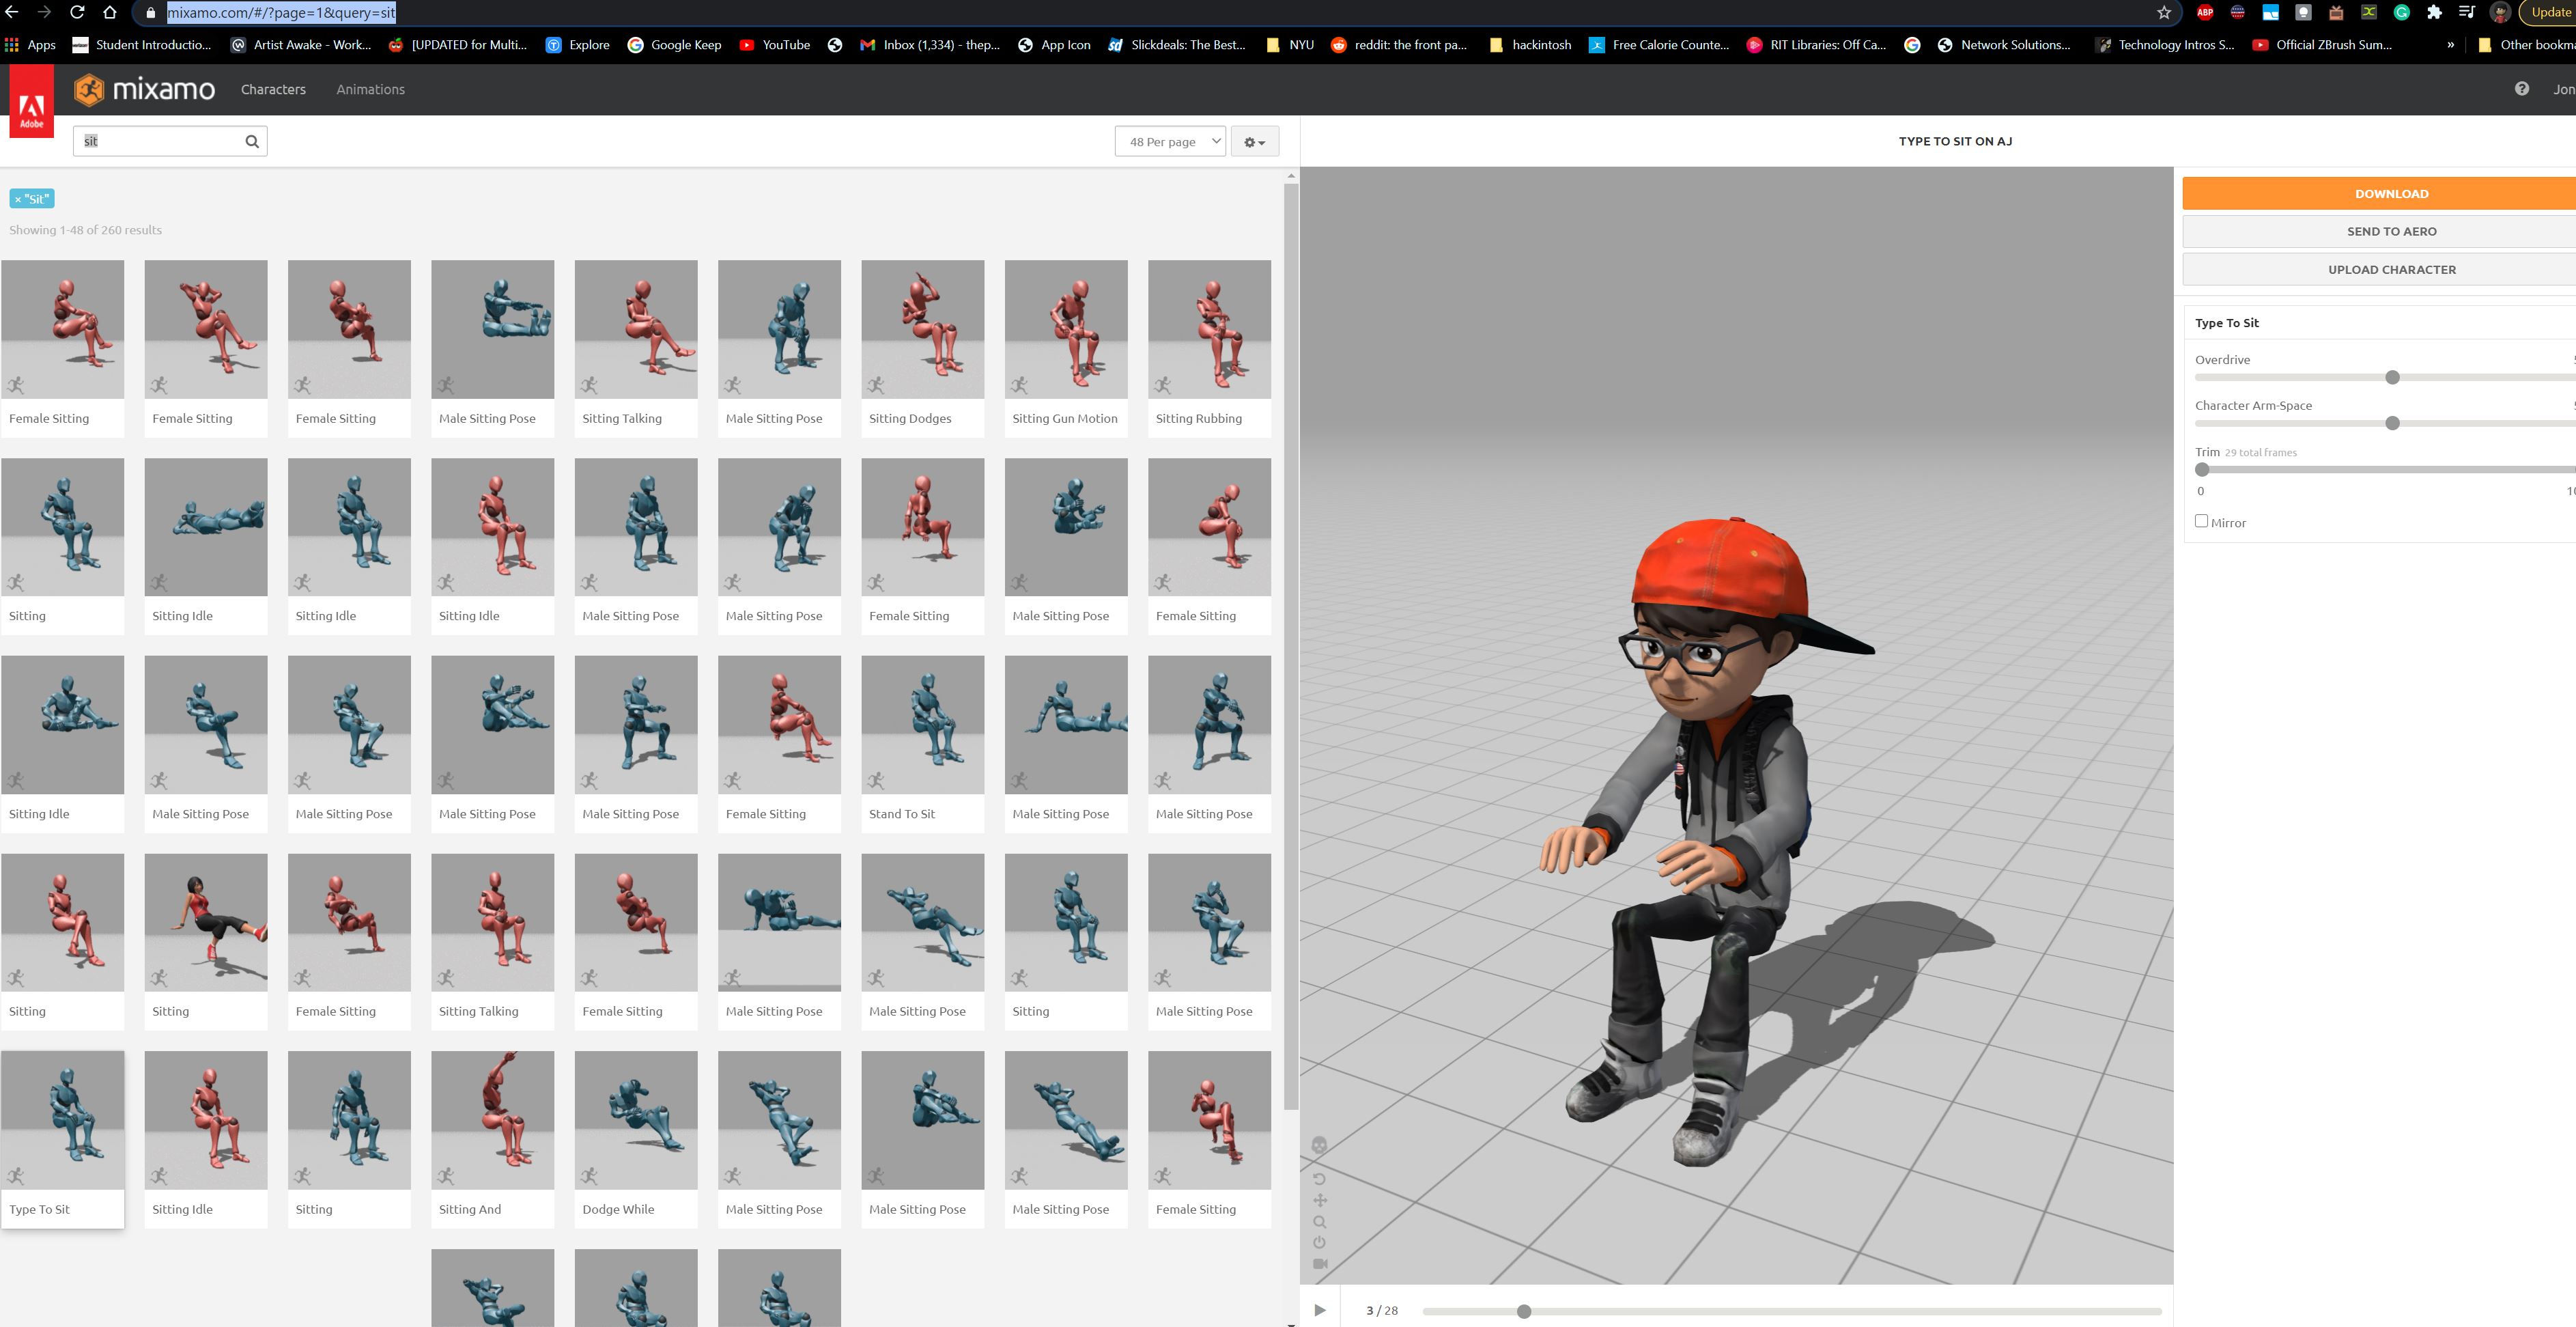 mixamo.com/#/?page=1&query=sit
ABP
Update
Apps
Student Introductio...
Artist Awake - Work...
[UPDATED for Multi...
Explore
Google Keep
YouTube
Inbox (1,334) - thep...
App Icon
Slickdeals: The Best...
NYU
reddit: the front pa...
hackintosh
Free Calorie Counte...
RIT Libraries: Off Ca...
Network Solutions...
Technology Intros S...
Official ZBrush Sum...
»
Other bookma
Adobe
mixamo
Characters
Animations
Jon
sit
48 Per page
TYPE TO SIT ON AJ
× "Sit"
Showing 1-48 of 260 results
Female Sitting
Female Sitting
Female Sitting
Male Sitting Pose
Sitting Talking
Male Sitting Pose
Sitting Dodges
Sitting Gun Motion
Sitting Rubbing
Sitting
Sitting Idle
Sitting Idle
Sitting Idle
Male Sitting Pose
Male Sitting Pose
Female Sitting
Male Sitting Pose
Female Sitting
Sitting Idle
Male Sitting Pose
Male Sitting Pose
Male Sitting Pose
Male Sitting Pose
Female Sitting
Stand To Sit
Male Sitting Pose
Male Sitting Pose
Sitting
Sitting
Female Sitting
Sitting Talking
Female Sitting
Male Sitting Pose
Male Sitting Pose
Sitting
Male Sitting Pose
Type To Sit
Sitting Idle
Sitting
Sitting And
Dodge While
Male Sitting Pose
Male Sitting Pose
Male Sitting Pose
Female Sitting
DOWNLOAD
SEND TO AERO
UPLOAD CHARACTER
Type To Sit
Overdrive
Character Arm-Space
Trim 29 total frames
0
Mirror
3 / 28